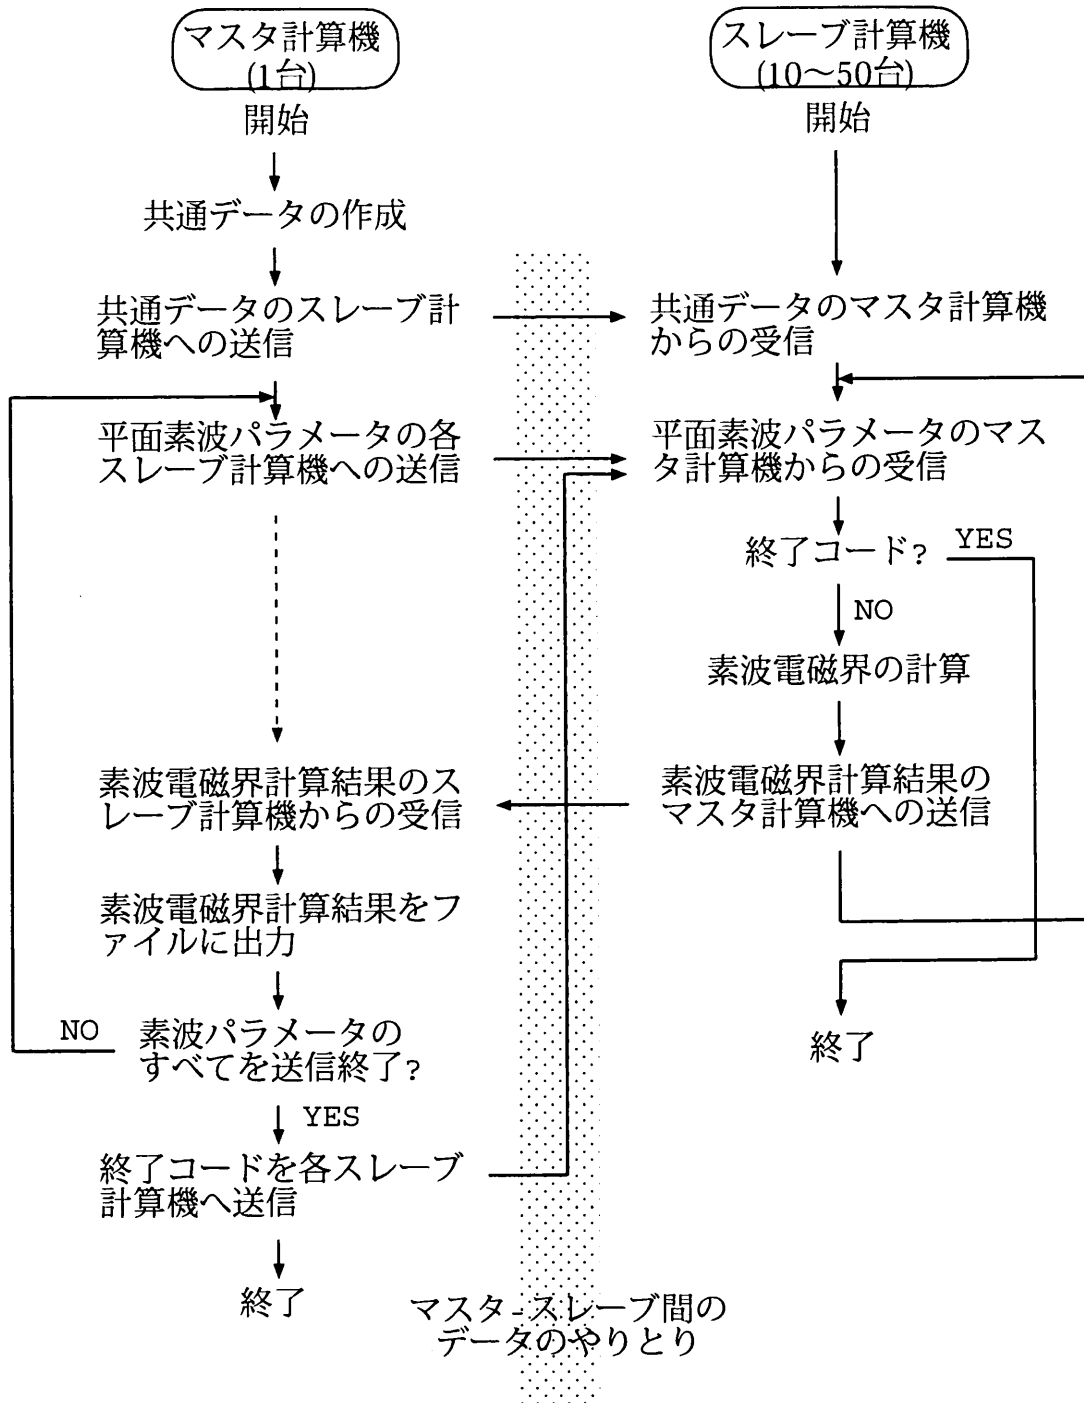 マスタ計算機
(1台)
開始
共通データの作成
共通データのスレーブ計
算機への送信
平面素波パラメータの各
スレーブ計算機への送信
素波電磁界計算結果のス
レーブ計算機からの受信
素波電磁界計算結果をフ
ァイルに出力
NO
素波パラメータの
すべてを送信終了?
YES
終了コードを各スレーブ
計算機へ送信
終了
スレーブ計算機
(10〜50台)
開始
共通データのマスタ計算機
からの受信
平面素波パラメータのマス
タ計算機からの受信
終了コード?
YES
NO
素波電磁界の計算
素波電磁界計算結果の
マスタ計算機への送信
終了
マスタ-スレーブ間の
データのやりとり